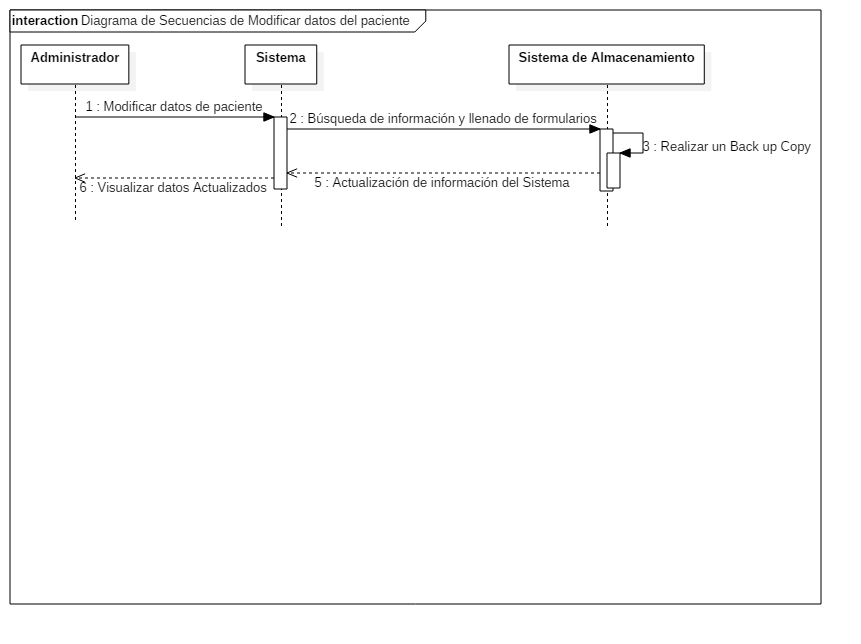 interaction Diagrama de Secuencias de Modificar datos del paciente
Administrador
Sistema
Sistema de Almacenamiento
1 : Modificar datos de paciente
2 : Búsqueda de información y llenado de formularios
3 : Realizar un Back up Copy
5 : Actualización de información del Sistema
6 : Visualizar datos Actualizados